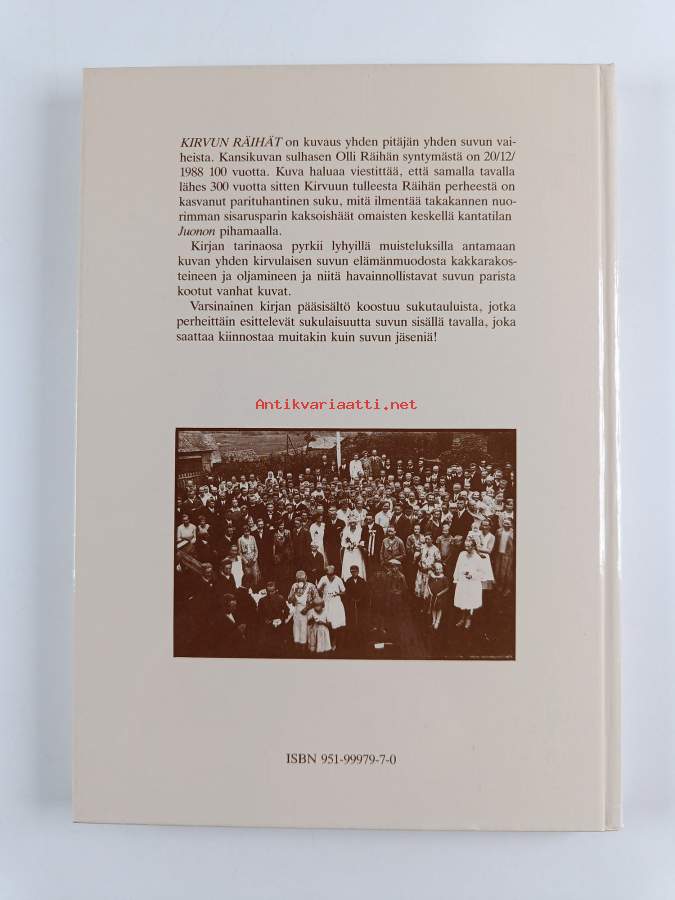 KIRVUN RÄIHÄT on kuvaus yhden pitäjän yhden suvun vai-
heista. Kansikuvan sulhasen Olli Räihän syntymästä on 20/12/
1988 100 vuotta. Kuva haluaa viestittää, että samalla tavalla
lähes 300 vuotta sitten Kirvuun tulleesta Räihän perheestä on
kasvanut parituhantinen suku, mitä ilmentää takakannen nuo-
rimman sisarusparin kaksoishäät omaisten keskellä kantatilan
Juonon pihamaalla.
Kirjan tarinaosa pyrkii lyhyillä muisteluksilla antamaan
kuvan yhden kirvulaisen suvun elämänmuodosta kakkarakos-
teineen ja oljamineen ja niitä havainnollistavat suvun parista
kootut vanhat kuvat.
Varsinainen kirjan pääsisältö koostuu sukutauluista, jotka
perheittäin esittelevät sukulaisuutta suvun sisällä tavalla, joka
saattaa kiinnostaa muitakin kuin suvun jäseniä!
Antikvariaatti.net
ISBN 951-99979-7-0